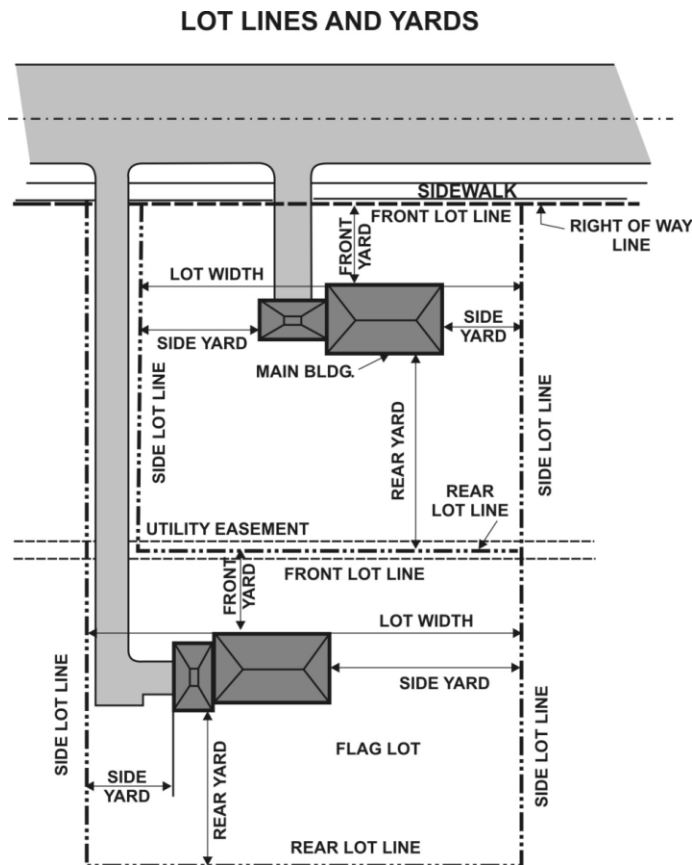 LOT LINES AND YARDS
SIDEWALK
FRONT LOT LINE
RIGHT OF WAY
LINE
FRONT
YARD
LOT WIDTH
SIDE YARD
SIDE
YARD
MAIN BLDG.
SIDE LOT LINE
REAR YARD
SIDE LOT LINE
REAR
LOT LINE
UTILITY EASEMENT
FRONT LOT LINE
FRONT
YARD
LOT WIDTH
SIDE YARD
SIDE LOT LINE
SIDE LOT LINE
FLAG LOT
SIDE
YARD
REAR YARD
REAR LOT LINE